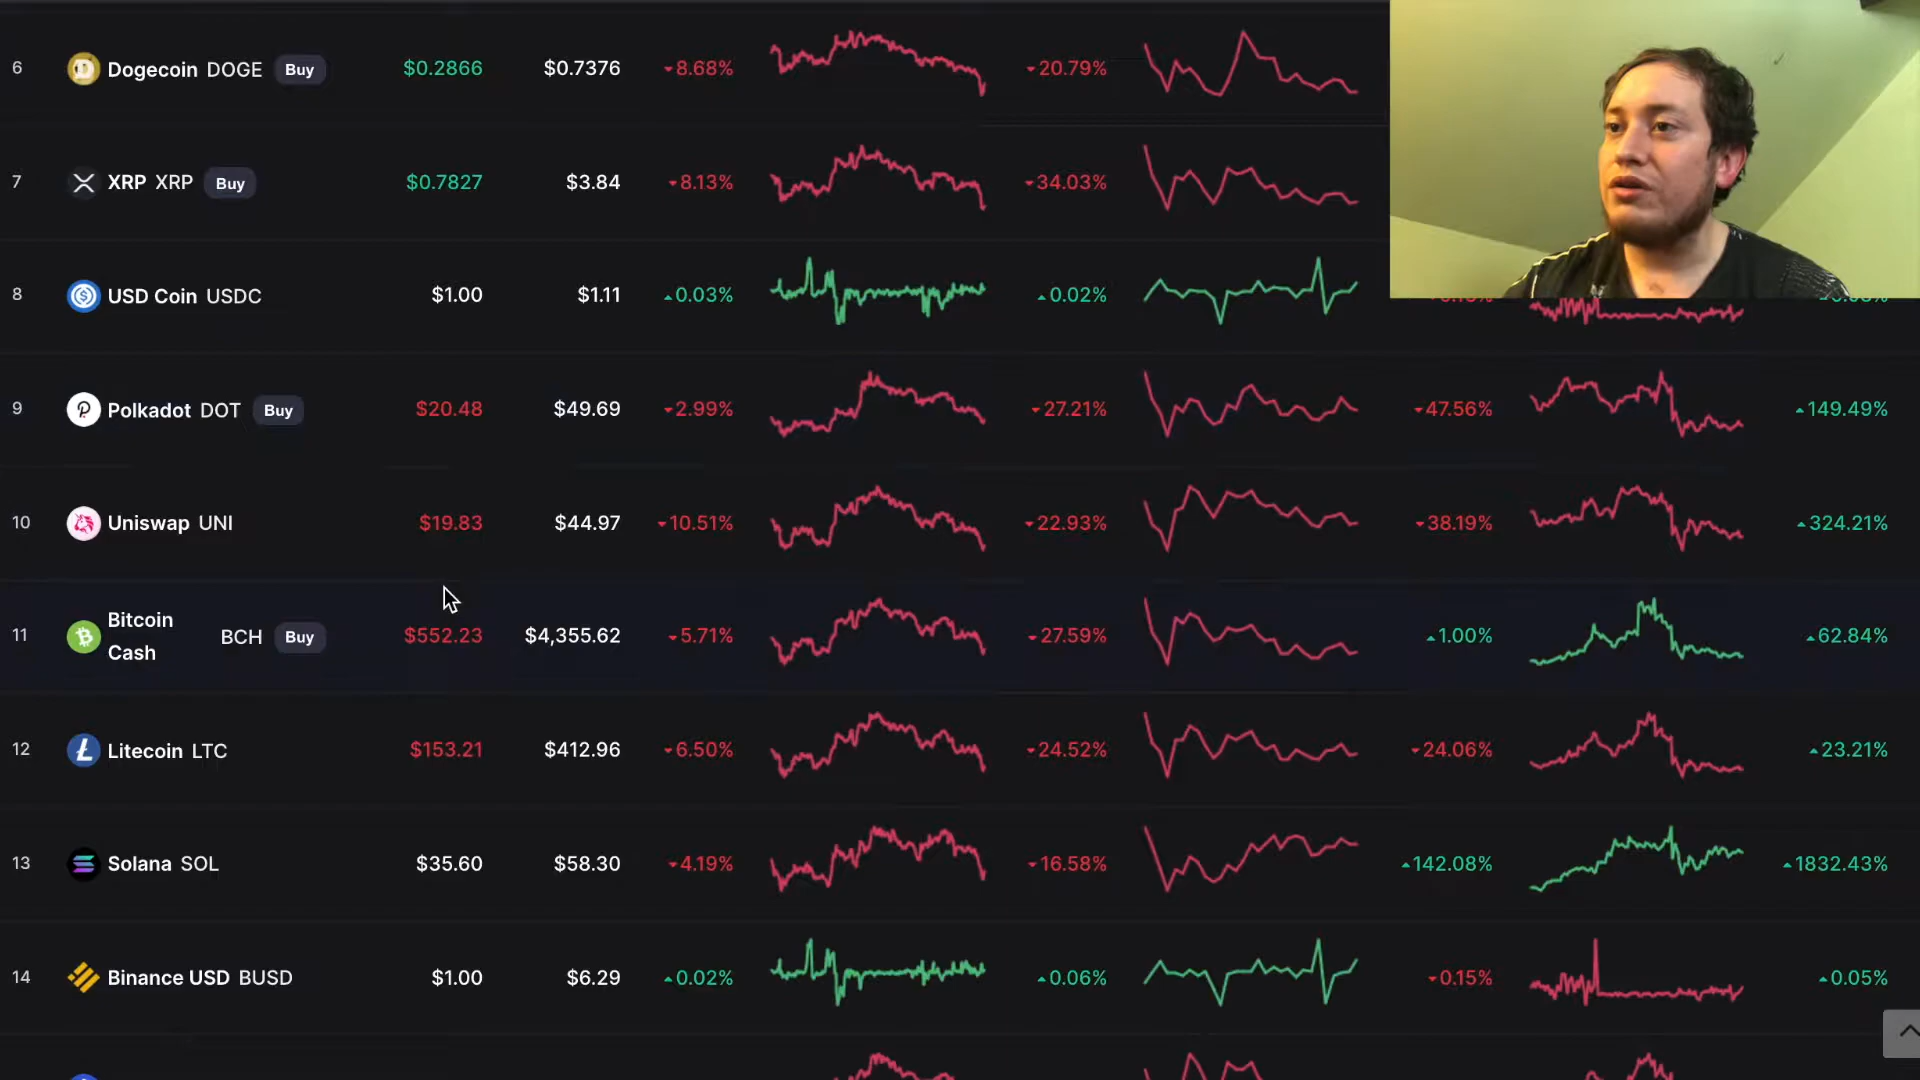 6 Dogecoin DOGE Buy $0.2866 $0.7376 8.68% 20.79%
7 XRP XRP Buy $0.7827 $3.84 8.13% 34.03%
8 USD Coin USDC $1.00 $1.11 0.03% 0.02%
9 Polkadot DOT Buy $20.48 $49.69 2.99% 27.21% 47.56% 149.49%
10 Uniswap UNI $19.83 $44.97 10.51% 22.93% 38.19% 324.21%
11 Bitcoin Cash BCH Buy $552.23 $4,355.62 5.71% 27.59% 1.00% 62.84%
12 Litecoin LTC $153.21 $412.96 6.50% 24.52% 24.06% 23.21%
13 Solana SOL $35.60 $58.30 4.19% 16.58% 142.08% 1832.43%
14 Binance USD BUSD $1.00 $6.29 0.02% 0.06% 0.15% 0.05%